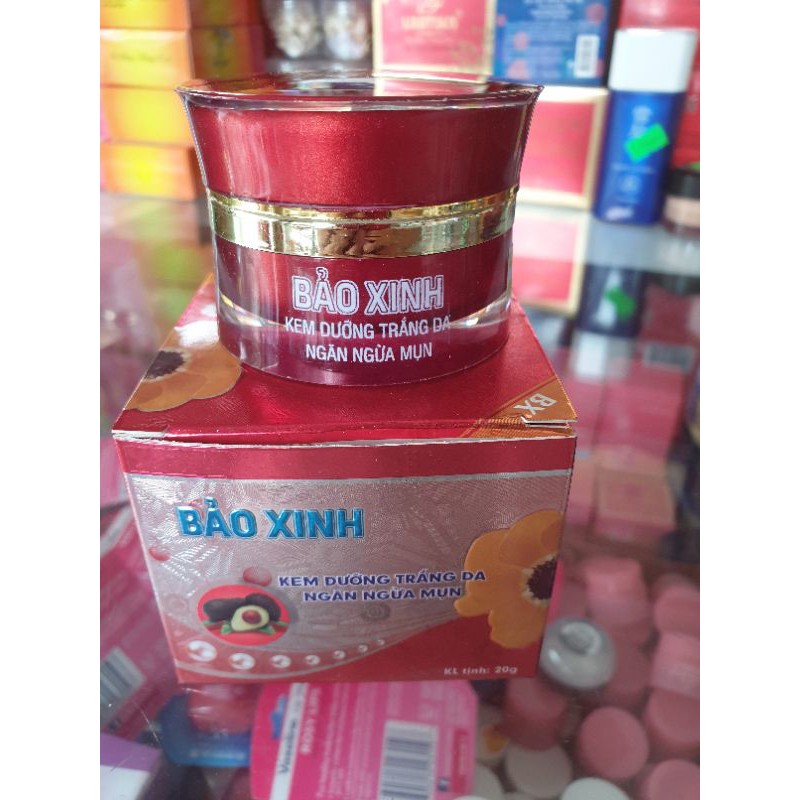 BẢO XINH
KEM DƯỠNG TRẮNG DA
NGĂN NGỪA MỤN
BX
BẢO XINH
KEM DƯỠNG TRẮNG DA
NGĂN NGỪA MỤN
KL tịnh: 20g
Vaseline